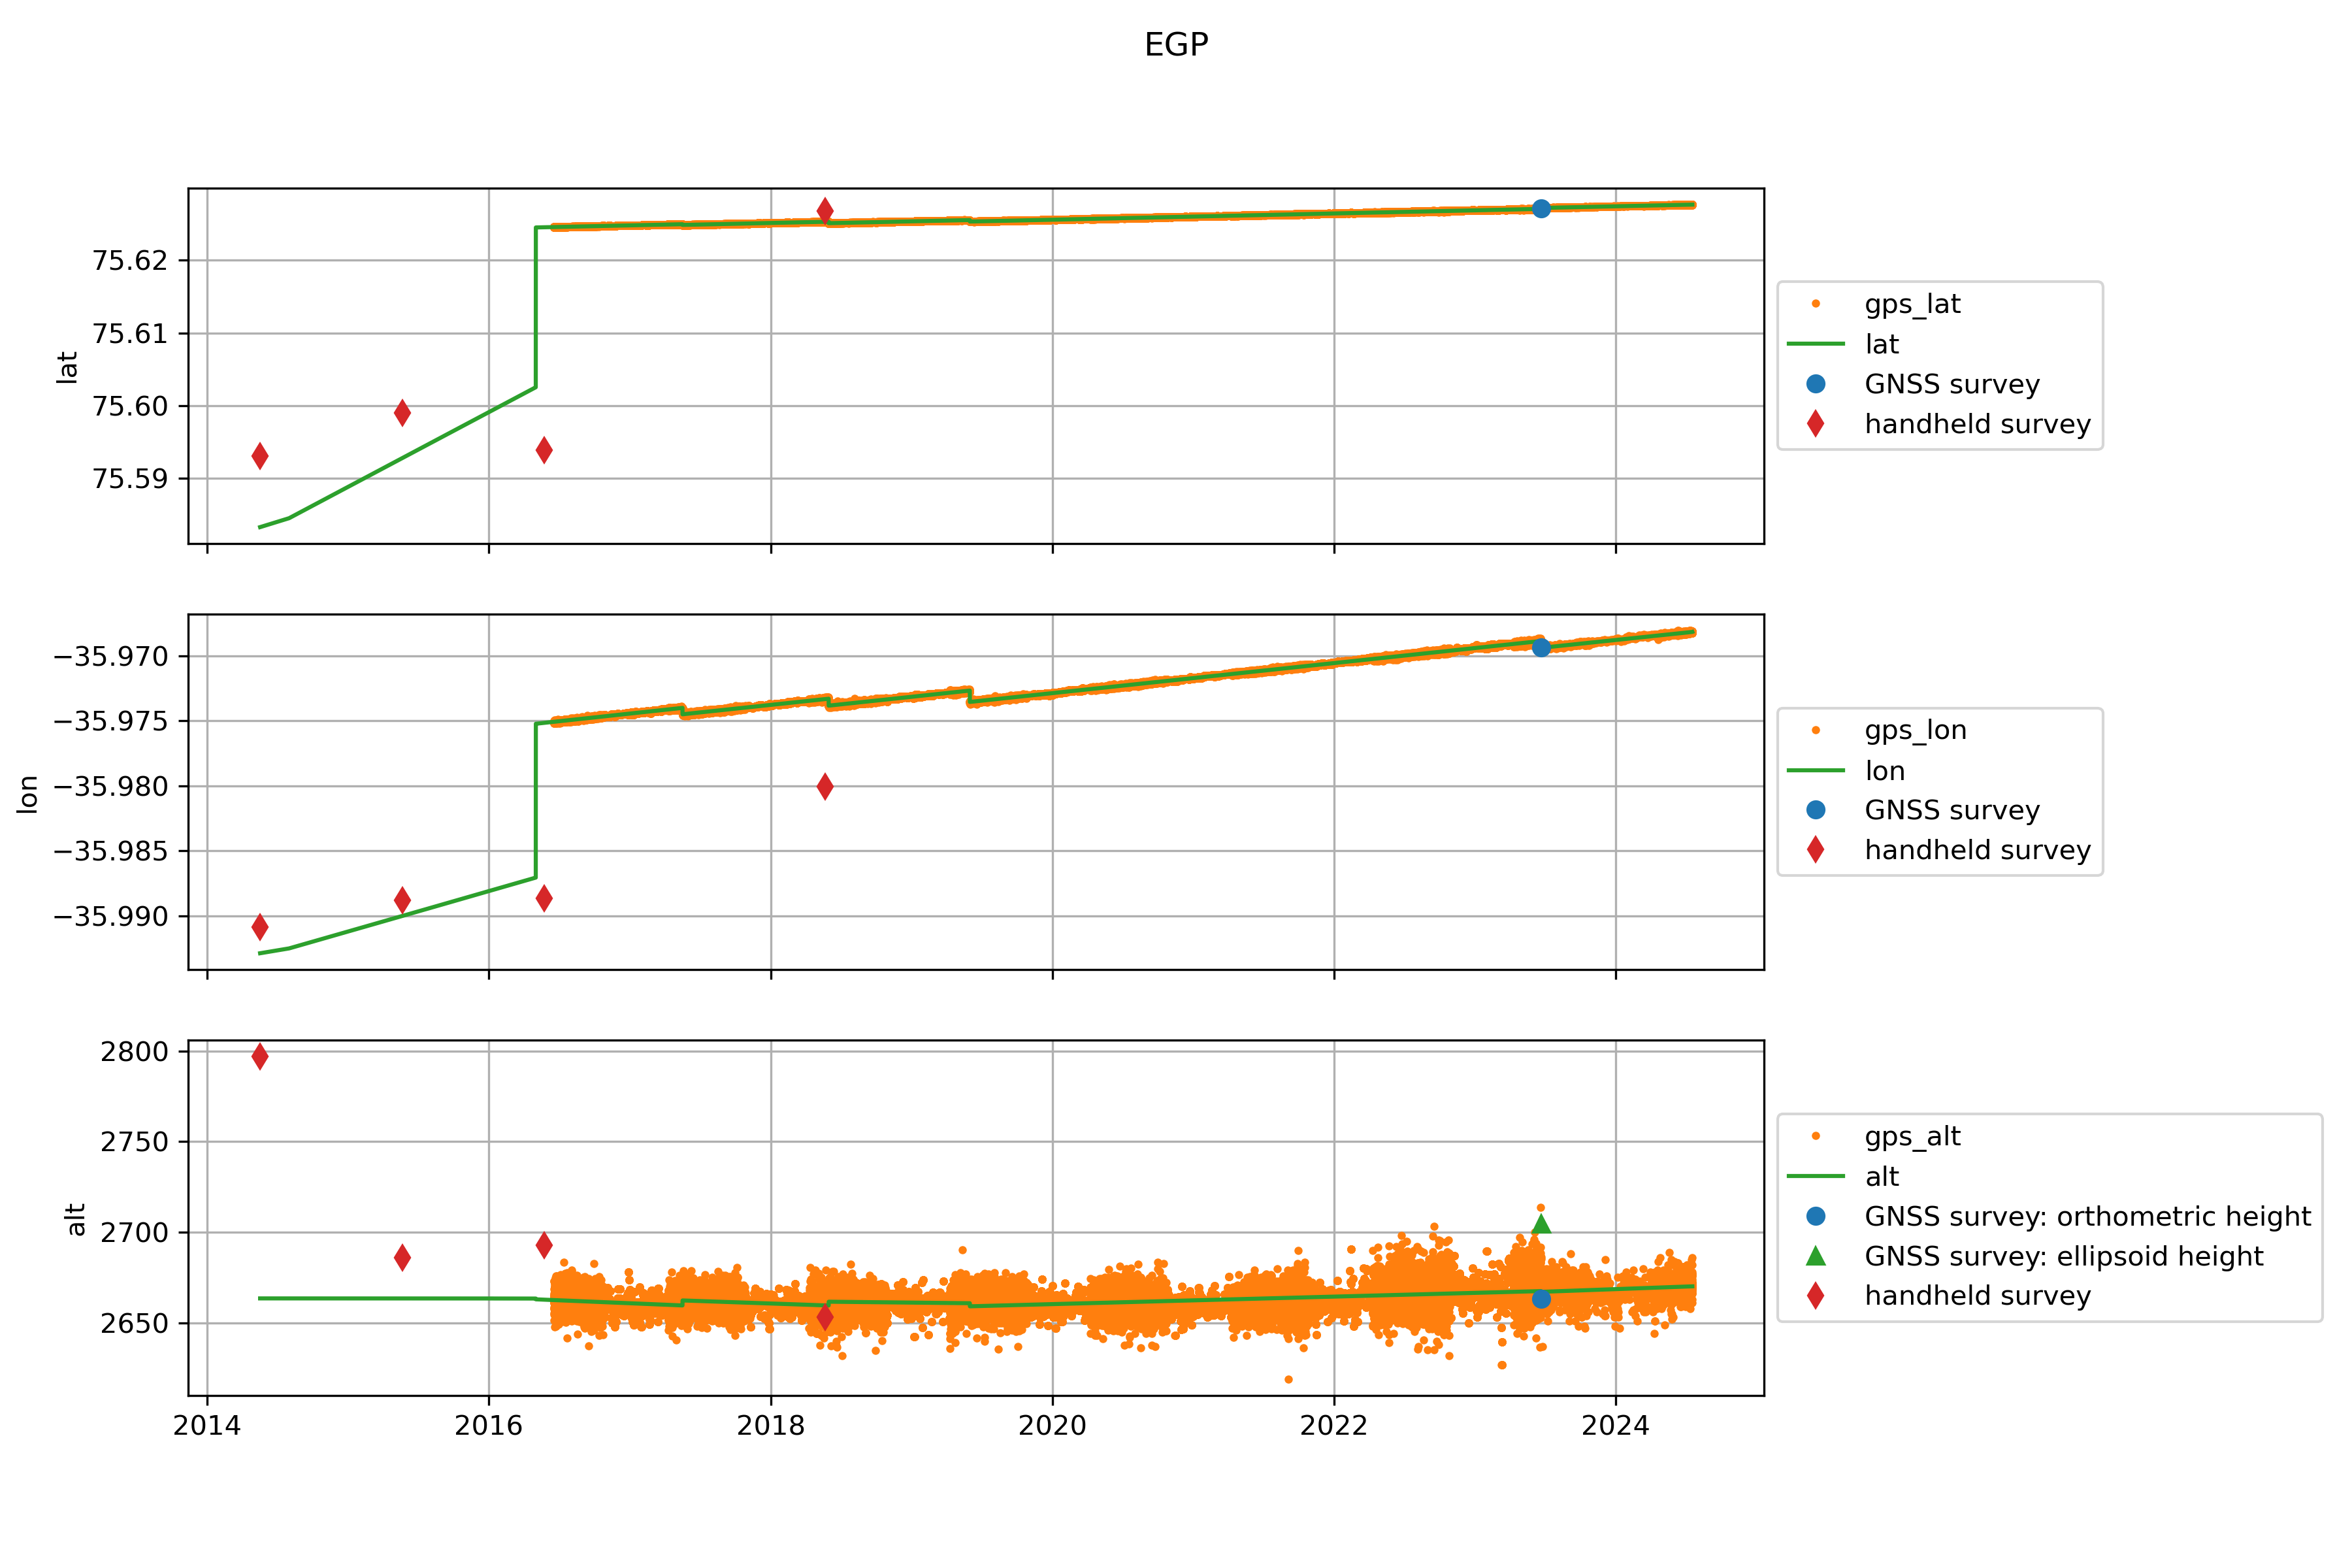 EGP
75.62
75.61
75.60
75.59
lat
gps_lat
lat
GNSS survey
handheld survey
−35.970
−35.975
−35.980
−35.985
−35.990
lon
gps_lon
lon
GNSS survey
handheld survey
2800
2750
2700
2650
alt
gps_alt
alt
GNSS survey: orthometric height
GNSS survey: ellipsoid height
handheld survey
2014 2016 2018 2020 2022 2024